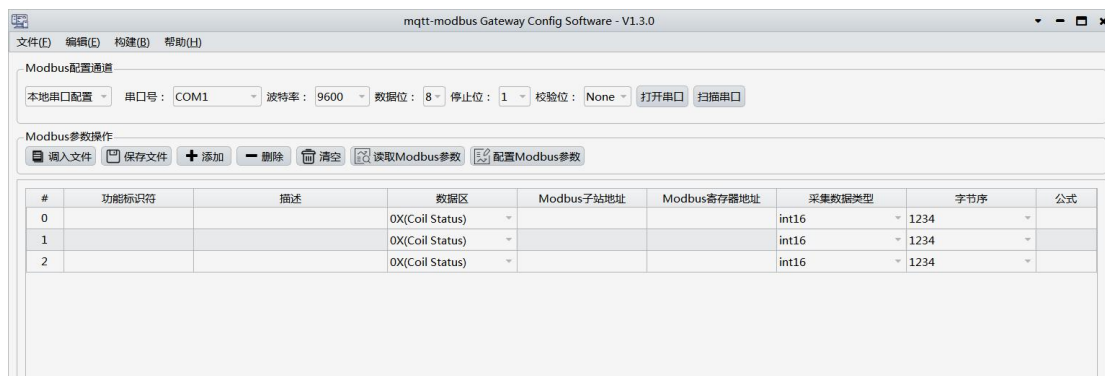 mqtt-modbus Gateway Config Software - V1.3.0
文件(F) 编辑(E) 构建(B) 帮助(H)
Modbus配置通道
本地串口配置 串口号： COM1 波特率： 9600 数据位： 8 停止位： 1 校验位： None 打开串口 扫描串口
Modbus参数操作
调入文件 保存文件 添加 删除 清空 读取Modbus参数 配置Modbus参数
# 功能标识符 描述 数据区 Modbus子站地址 Modbus寄存器地址 采集数据类型 字节序 公式
0 0X(Coil Status) int16 1234
1 0X(Coil Status) int16 1234
2 0X(Coil Status) int16 1234